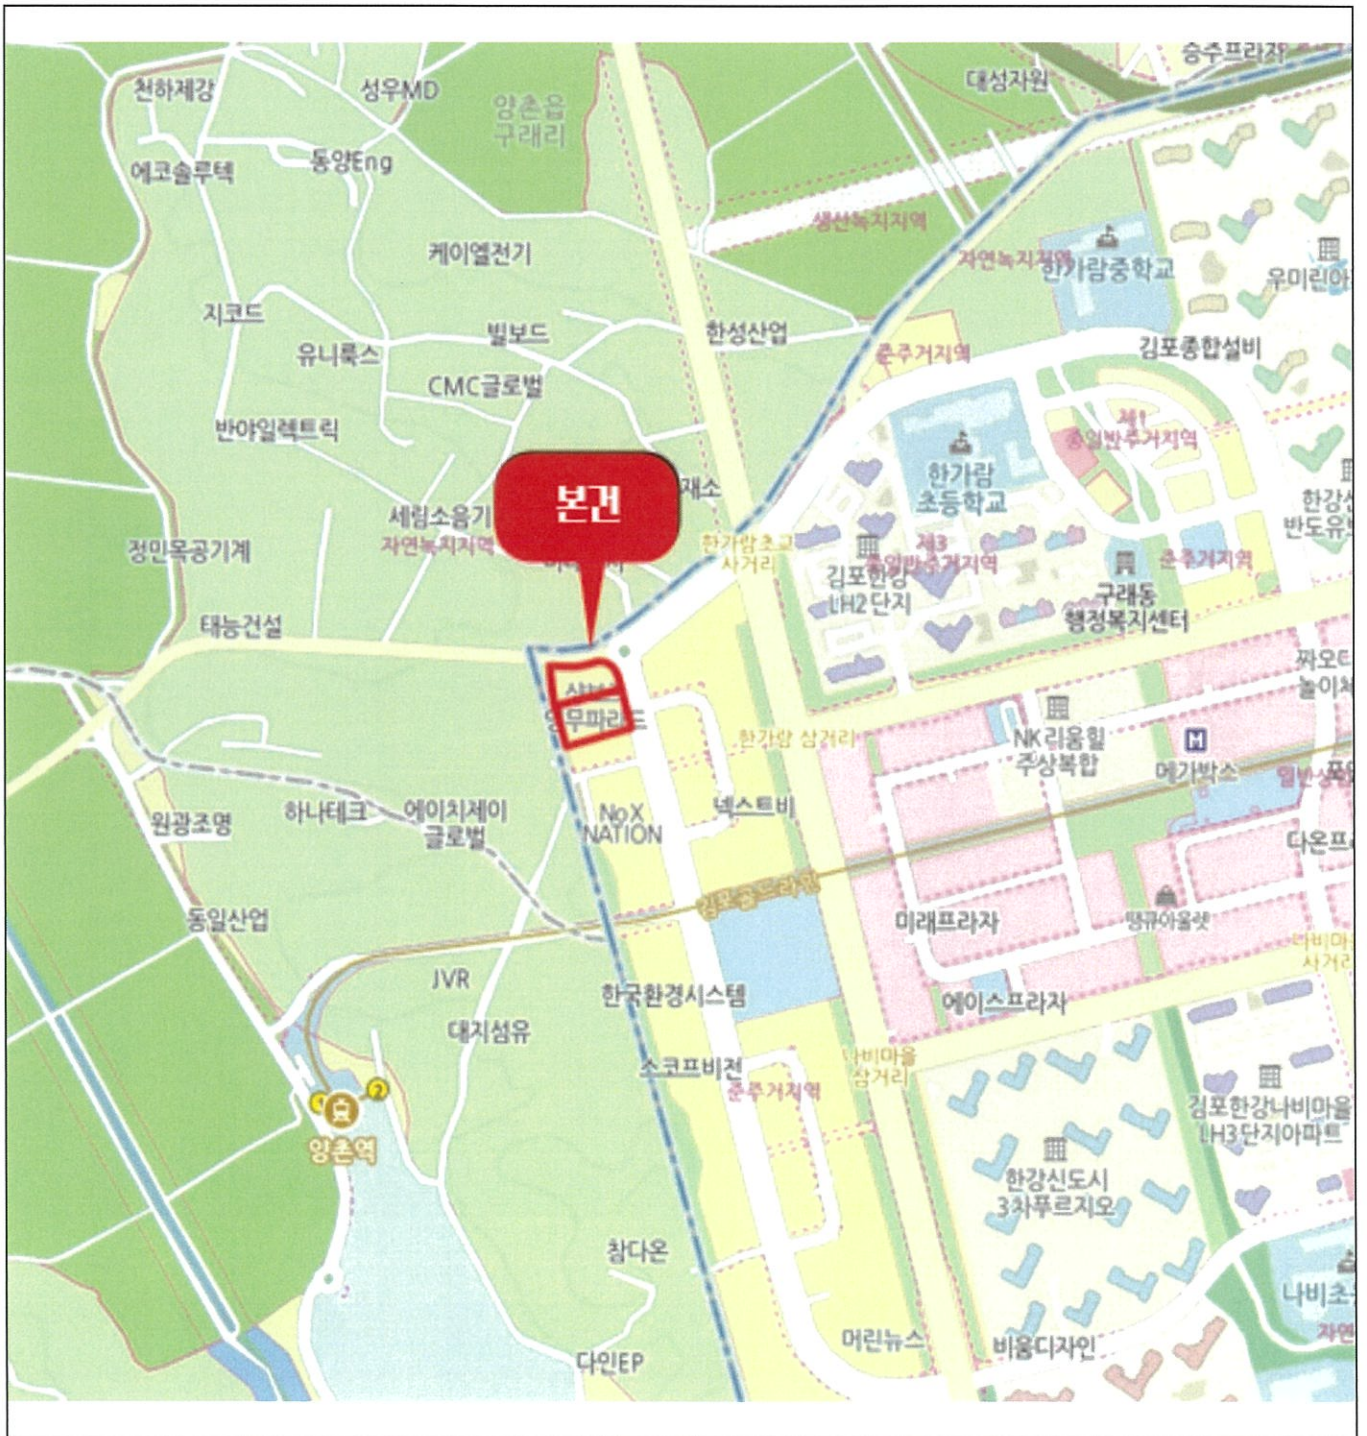 승주프라자
천하제강
성우MD
대성자원
양촌읍
구래리
에코솔루텍
동양Eng
생산녹지지역
케이엘전기
자연녹지지역
한가람중학교
우미린아
지코드
빌보드
한성산업
유니룩스
준주거지역
김포종합설비
CMC글로벌
반야일렉트릭
제1
종일반주거지역
한가람
초등학교
본건
재소
한강신
반도유보
세림소음기
자연녹지지역
정민목공기계
한가람초교
사거리
제3
종일반주거지역
준주거지역
김포한강
LH2단지
구래동
행정복지센터
태능건설
짜오
놀이체
앵무파라드
한가람 삼거리
NK리움힐
주상복합
M
메가박스
일반상
하나테크
에이치제이
글로벌
원광조명
NoX
NATION
넥스트비
다온프라
김포골드라인
동일산업
미래프라자
땡큐아울렛
나비마을
사거리
JVR
한국환경시스템
에이스프라자
대지섬유
소코프비전
나비마을
삼거리
준주거지역
1
2
양촌역
김포한강나비마을
LH3단지아파트
한강신도시
3차푸르지오
참다온
나비초
머린뉴스
비움디자인
자연
다인EP